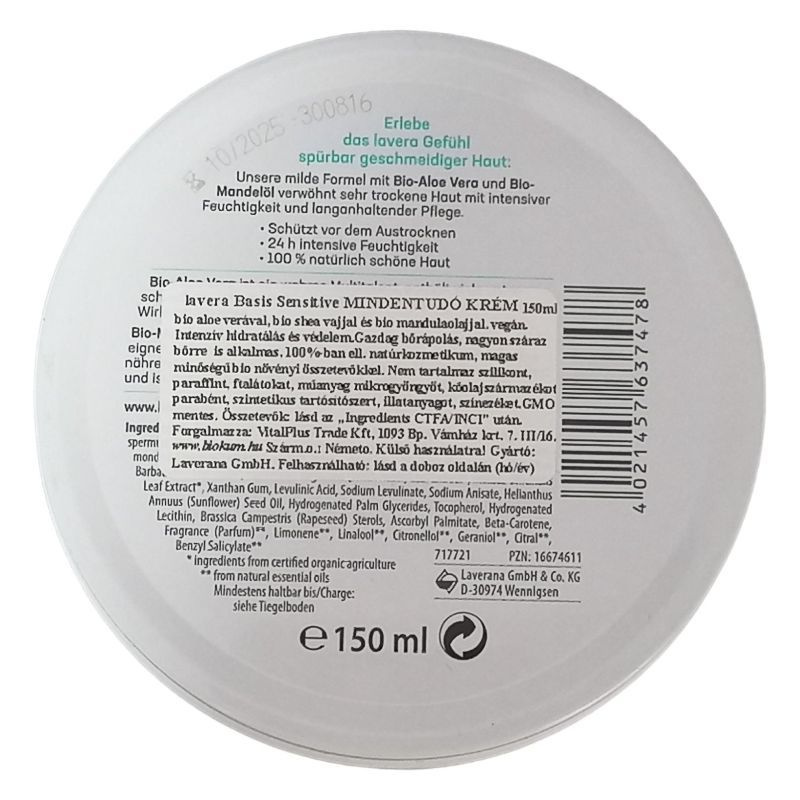 10/2025 - 300816
Erlebe
das lavera Gefühl
spürbar geschmeidiger Haut:
Unsere milde Formel mit Bio-Aloe Vera und Bio-
Mandelöl verwöhnt sehr trockene Haut mit intensiver
Feuchtigkeit und langanhaltender Pflege.
• Schützt vor dem Austrocknen
• 24 h intensive Feuchtigkeit
• 100 % natürlich schöne Haut
lavera Basis Sensitive MINDENTUDÓ KRÉM 150ml
bio aloe verával, bio shea vajjal és bio mandulaolajjal. vegán.
Intenzív hidratálás és védelem.Gazdag bőrápolás, nagyon száraz
bőrre is alkalmas. 100%-ban ell. natúrkozmetikum, magas
minőségű bio növényi összetevőkkel. Nem tartalmaz szilikont,
paraffint, ftalátokat, műanyag mikrogyöngyöt, kőolajszármazékot
parabént, szintetikus tartósítószert, illatanyagot, színezéket.GMO
mentes. Összetevők: lásd az „Ingredients CTFA/INCI” után.
Forgalmazza: VitalPlus Trade Kft, 1093 Bp. Vámház krt. 7. III/16.
www.biokum.hu Szárm.o.: Németo. Külső használatra! Gyártó:
Laverana GmbH. Felhasználható: lásd a doboz oldalán (hó/év)
Leaf Extract*, Xanthan Gum, Levulinic Acid, Sodium Levulinate, Sodium Anisate, Helianthus
Annuus (Sunflower) Seed Oil, Hydrogenated Palm Glycerides, Tocopherol, Hydrogenated
Lecithin, Brassica Campestris (Rapeseed) Sterols, Ascorbyl Palmitate, Beta-Carotene,
Fragrance (Parfum)**, Limonene**, Linalool**, Citronellol**, Geraniol**, Citral**,
Benzyl Salicylate**
* ingredients from certified organic agriculture
** from natural essential oils
Mindestens haltbar bis/Charge:
siehe Tiegelboden
717721 PZN: 16674611
Laverana GmbH & Co. KG
D-30974 Wennigsen
e 150 ml
4 021457 637478